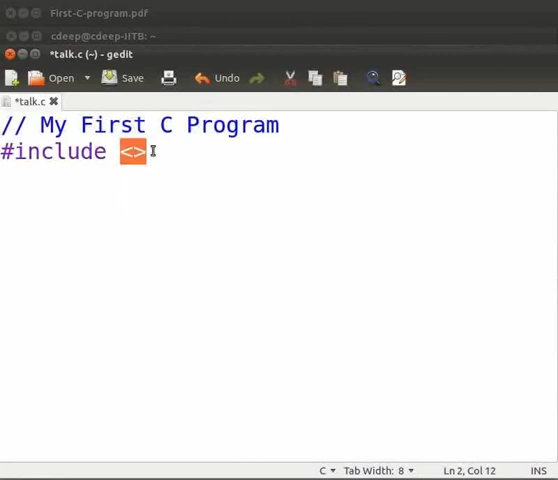 First-C-program.pdf
cdeep@cdeep-IITB: ~
*talk.c (~) - gedit
Open Save Undo
*talk.c
// My First C Program
#include <>
C Tab Width: 8 Ln 2, Col 12 INS